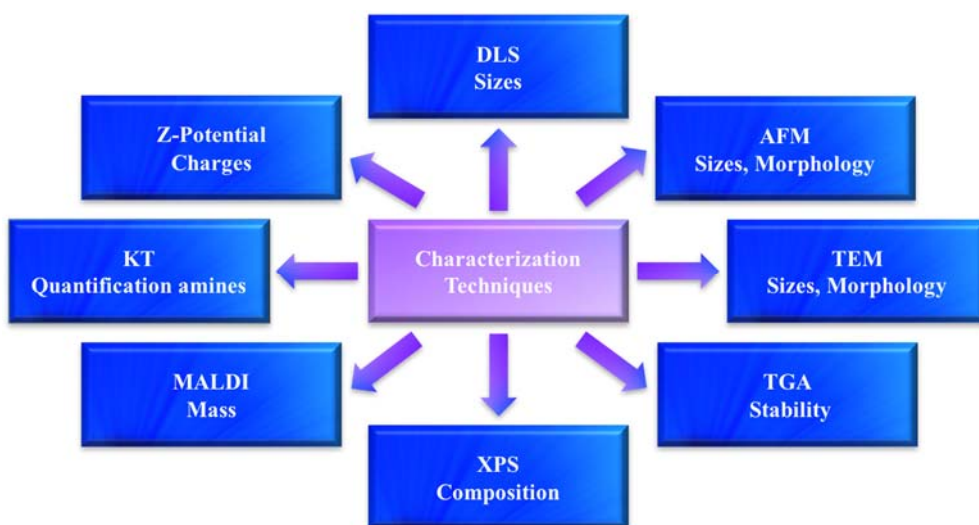 DLS
Sizes
Z-Potential
Charges
AFM
Sizes, Morphology
KT
Quantification amines
Characterization
Techniques
TEM
Sizes, Morphology
MALDI
Mass
TGA
Stability
XPS
Composition